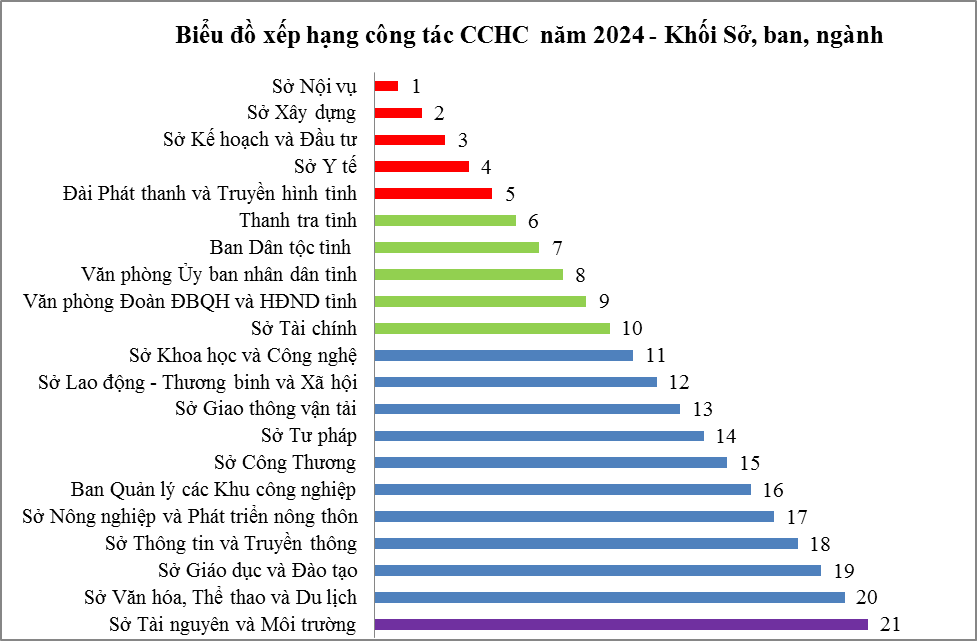 Biểu đồ xếp hạng công tác CCHC năm 2024 - Khối Sở, ban, ngành
Sở Nội vụ 1
Sở Xây dựng 2
Sở Kế hoạch và Đầu tư 3
Sở Y tế 4
Đài Phát thanh và Truyền hình tỉnh 5
Thanh tra tỉnh 6
Ban Dân tộc tỉnh 7
Văn phòng Ủy ban nhân dân tỉnh 8
Văn phòng Đoàn ĐBQH và HĐND tỉnh 9
Sở Tài chính 10
Sở Khoa học và Công nghệ 11
Sở Lao động - Thương binh và Xã hội 12
Sở Giao thông vận tải 13
Sở Tư pháp 14
Sở Công Thương 15
Ban Quản lý các Khu công nghiệp 16
Sở Nông nghiệp và Phát triển nông thôn 17
Sở Thông tin và Truyền thông 18
Sở Giáo dục và Đào tạo 19
Sở Văn hóa, Thể thao và Du lịch 20
Sở Tài nguyên và Môi trường 21